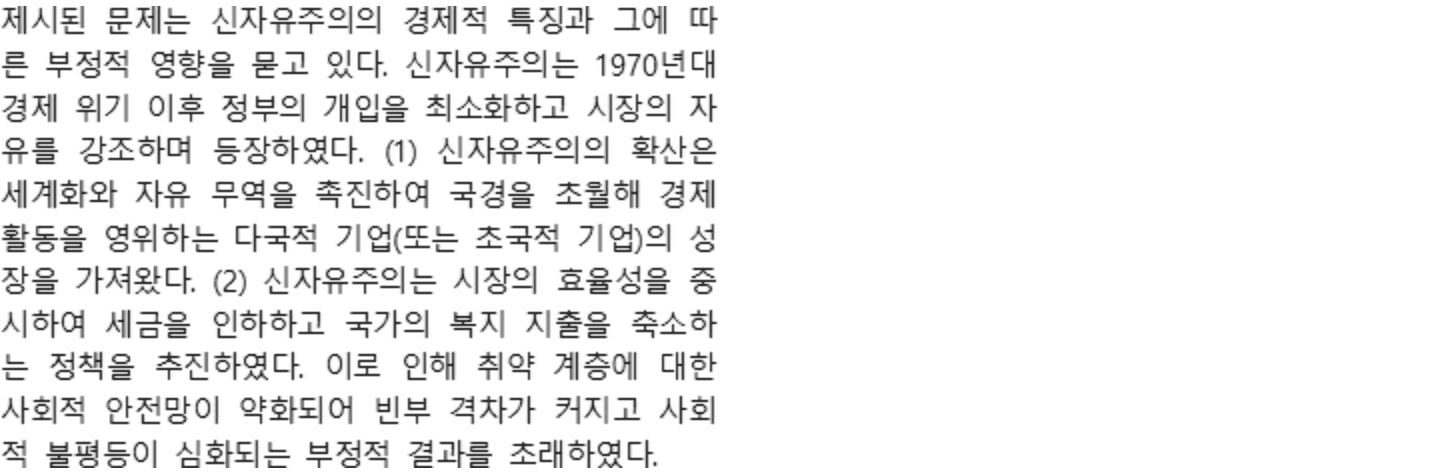 제시된 문제는 신자유주의의 경제적 특징과 그에 따
른 부정적 영향을 묻고 있다. 신자유주의는 1970년대
경제 위기 이후 정부의 개입을 최소화하고 시장의 자
유를 강조하며 등장하였다. (1) 신자유주의의 확산은
세계화와 자유 무역을 촉진하여 국경을 초월해 경제
활동을 영위하는 다국적 기업(또는 초국적 기업)의 성
장을 가져왔다. (2) 신자유주의는 시장의 효율성을 중
시하여 세금을 인하하고 국가의 복지 지출을 축소하
는 정책을 추진하였다. 이로 인해 취약 계층에 대한
사회적 안전망이 약화되어 빈부 격차가 커지고 사회
적 불평등이 심화되는 부정적 결과를 초래하였다.